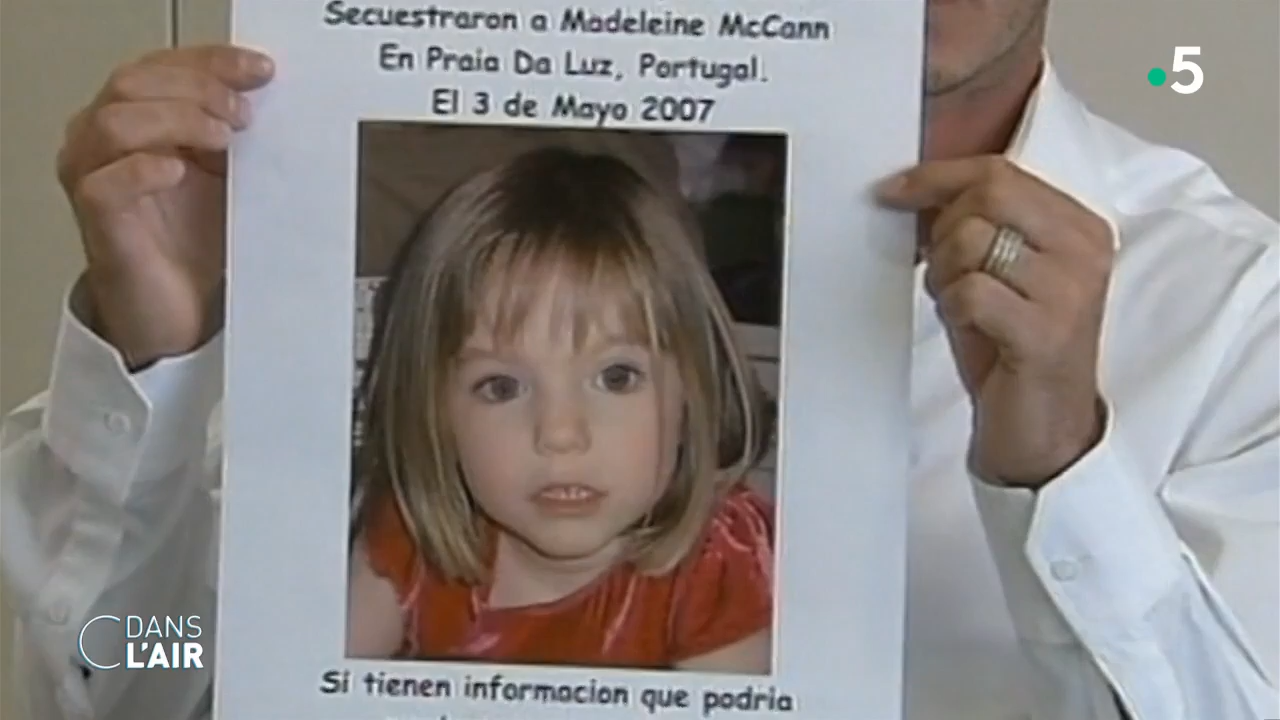 Secuestraron a Madeleine McCann
En Praia Da Luz, Portugal.
El 3 de Mayo 2007
5
C DANS
L'AIR
Si tienen informacion que podria